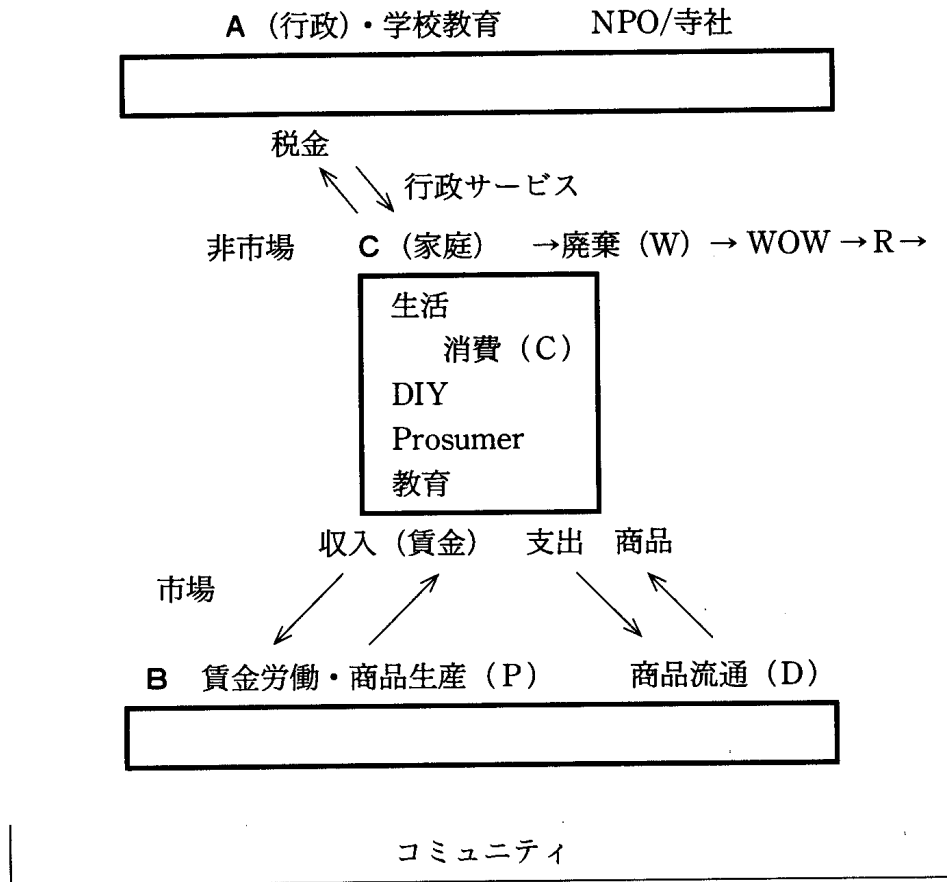 A（行政）・学校教育　NPO/寺社
税金
行政サービス
非市場　C（家庭）　→廃棄（W）→ WOW → R →
生活
消費（C）
DIY
Prosumer
教育
収入（賃金）　支出　商品
市場
B　賃金労働・商品生産（P）　商品流通（D）
コミュニティ